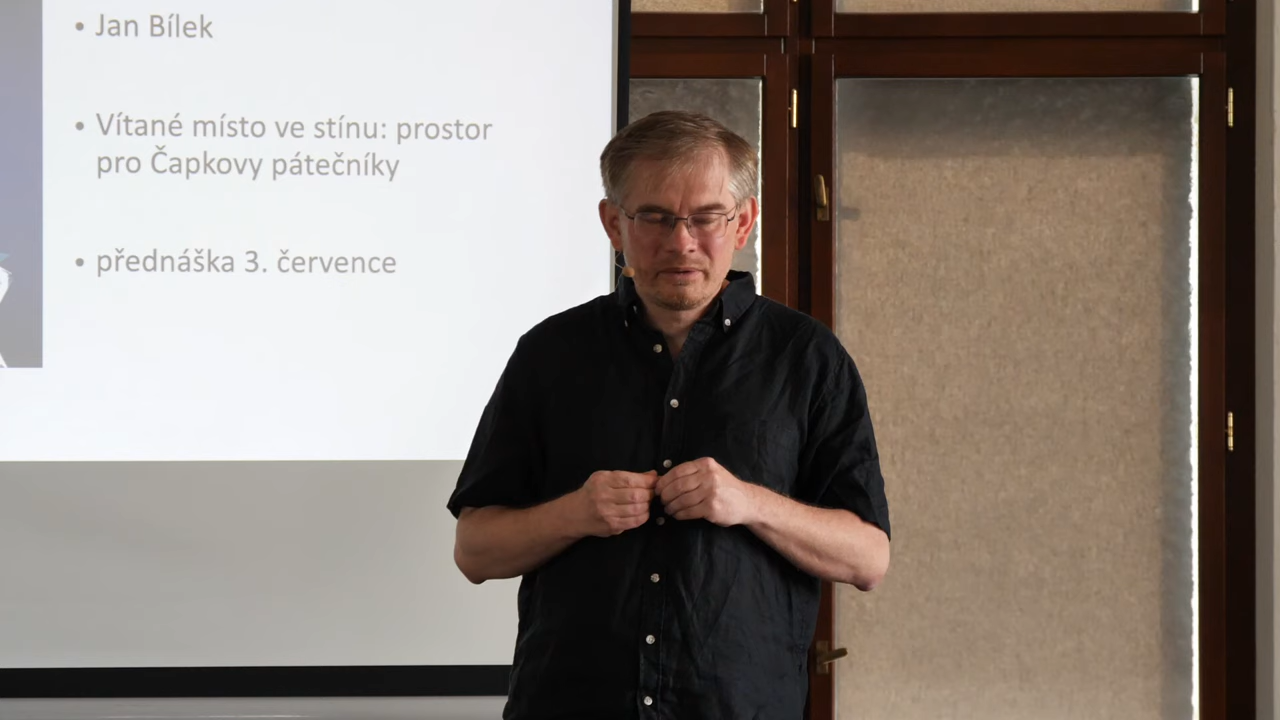 • Jan Bílek
• Vítané místo ve stínu: prostor
pro Čapkovy pátečníky
• přednáška 3. července